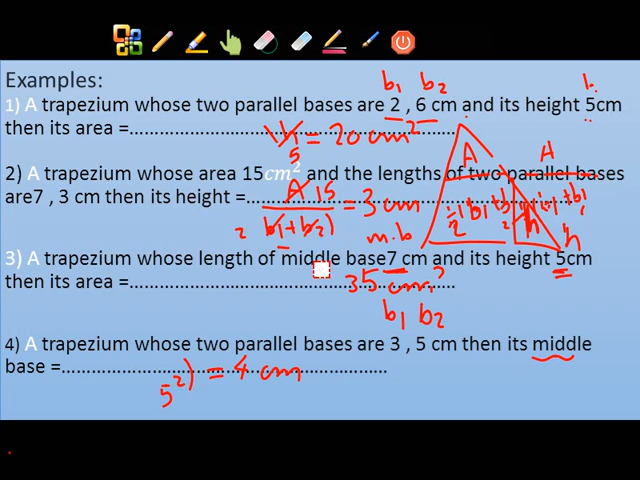 Examples:
b₁ b₂ h
1) A trapezium whose two parallel bases are 2 , 6 cm and its height 5cm
then its area =.......................................................................
= 20 cm²
2) A trapezium whose area 15cm² and the lengths of two parallel bases
are7 , 3 cm then its height =.......................................................
A 15
= 3 cm
b₁ + b₂
m.b
3) A trapezium whose length of middle base7 cm and its height 5cm
then its area =.......................................................................
35 cm²
b₁ b₂
4) A trapezium whose two parallel bases are 3 , 5 cm then its middle
base =.......................................................................
= 4 cm